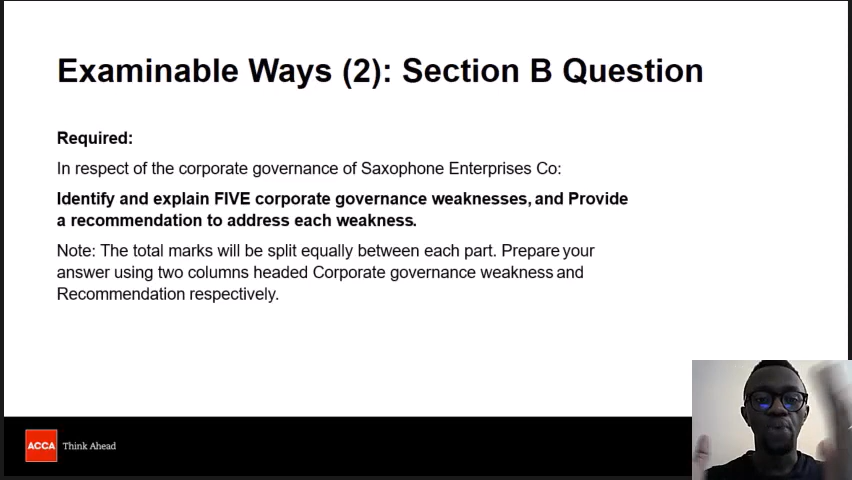 Examinable Ways (2): Section B Question
Required:
In respect of the corporate governance of Saxophone Enterprises Co:
Identify and explain FIVE corporate governance weaknesses, and Provide
a recommendation to address each weakness.
Note: The total marks will be split equally between each part. Prepare your
answer using two columns headed Corporate governance weakness and
Recommendation respectively.
ACCA Think Ahead